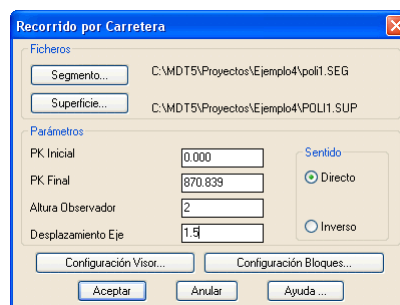 Recorrido por Carretera
Ficheros
Segmento... C:\MDT5\Proyectos\Ejemplo4\poli1.SEG
Superficie... C:\MDT5\Proyectos\Ejemplo4\POLI1.SUP
Parámetros
PK Inicial 0.000
PK Final 870.839
Altura Observador 2
Desplazamiento Eje 1.5
Sentido
Directo
Inverso
Configuración Visor... Configuración Bloques...
Aceptar Anular Ayuda ...